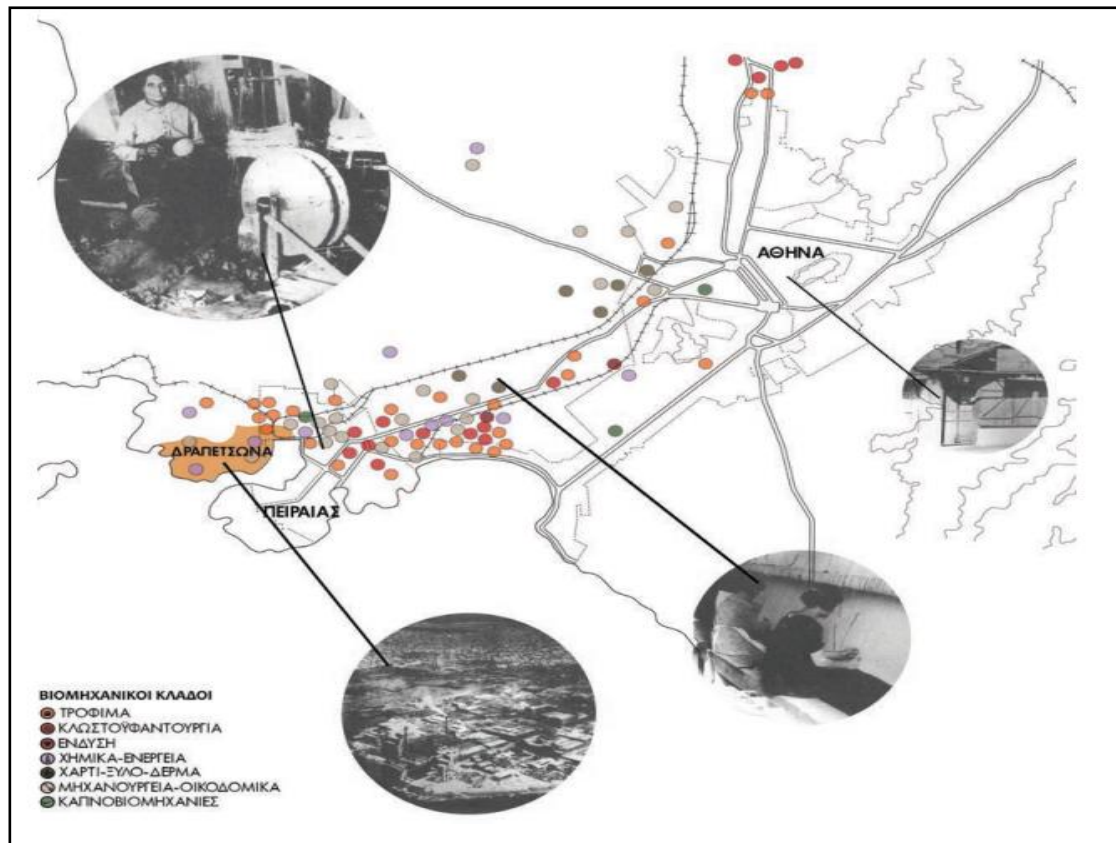 ΑΘΗΝΑ
ΔΡΑΠΕΤΣΩΝΑ
ΠΕΙΡΑΙΑΣ
ΒΙΟΜΗΧΑΝΙΚΟΙ ΚΛΑΔΟΙ
ΤΡΟΦΙΜΑ
ΚΛΩΣΤΟΫΦΑΝΤΟΥΡΓΙΑ
ΕΝΔΥΣΗ
ΧΗΜΙΚΑ-ΕΝΕΡΓΕΙΑ
ΧΑΡΤΙ-ΞΥΛΟ-ΔΕΡΜΑ
ΜΗΧΑΝΟΥΡΓΕΙΑ-ΟΙΚΟΔΟΜΙΚΑ
ΚΑΠΝΟΒΙΟΜΗΧΑΝΙΕΣ